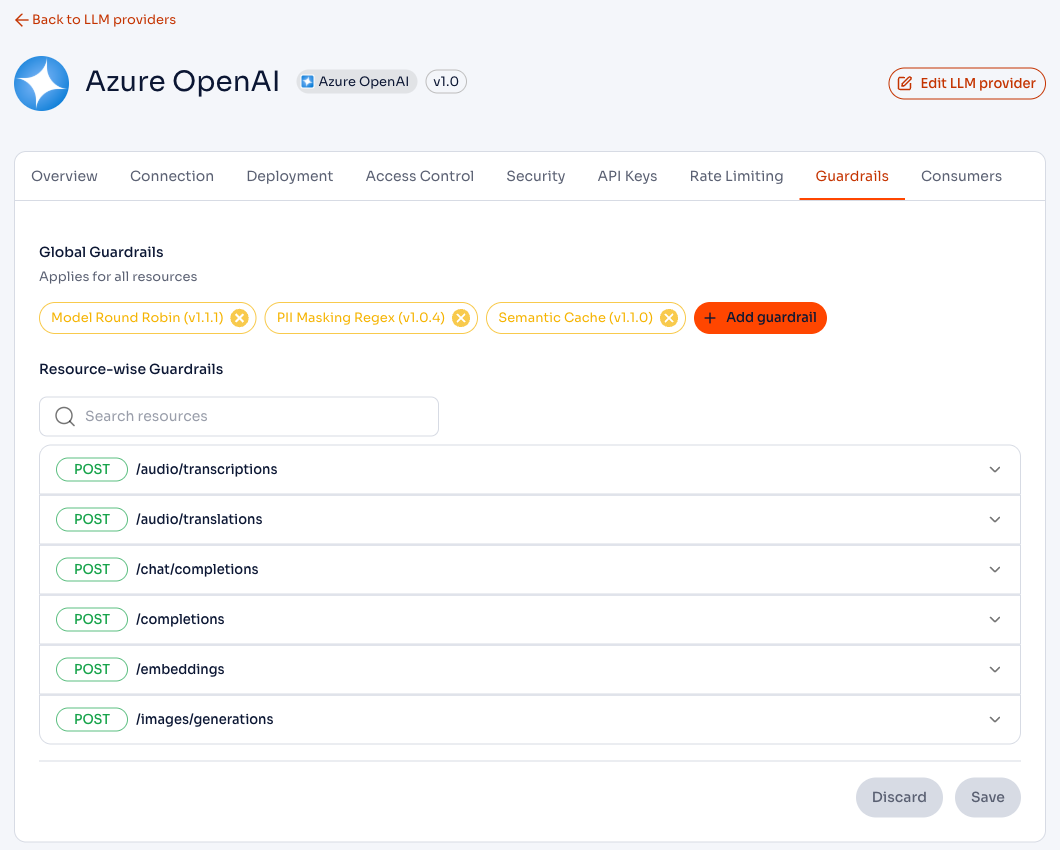 Back to LLM providers
Azure OpenAI Azure OpenAI v1.0 Edit LLM provider
Overview Connection Deployment Access Control Security API Keys Rate Limiting Guardrails Consumers
Global Guardrails
Applies for all resources
Model Round Robin (v1.1.1) PII Masking Regex (v1.0.4) Semantic Cache (v1.1.0) Add guardrail
Resource-wise Guardrails
Search resources
POST /audio/transcriptions
POST /audio/translations
POST /chat/completions
POST /completions
POST /embeddings
POST /images/generations
Discard Save